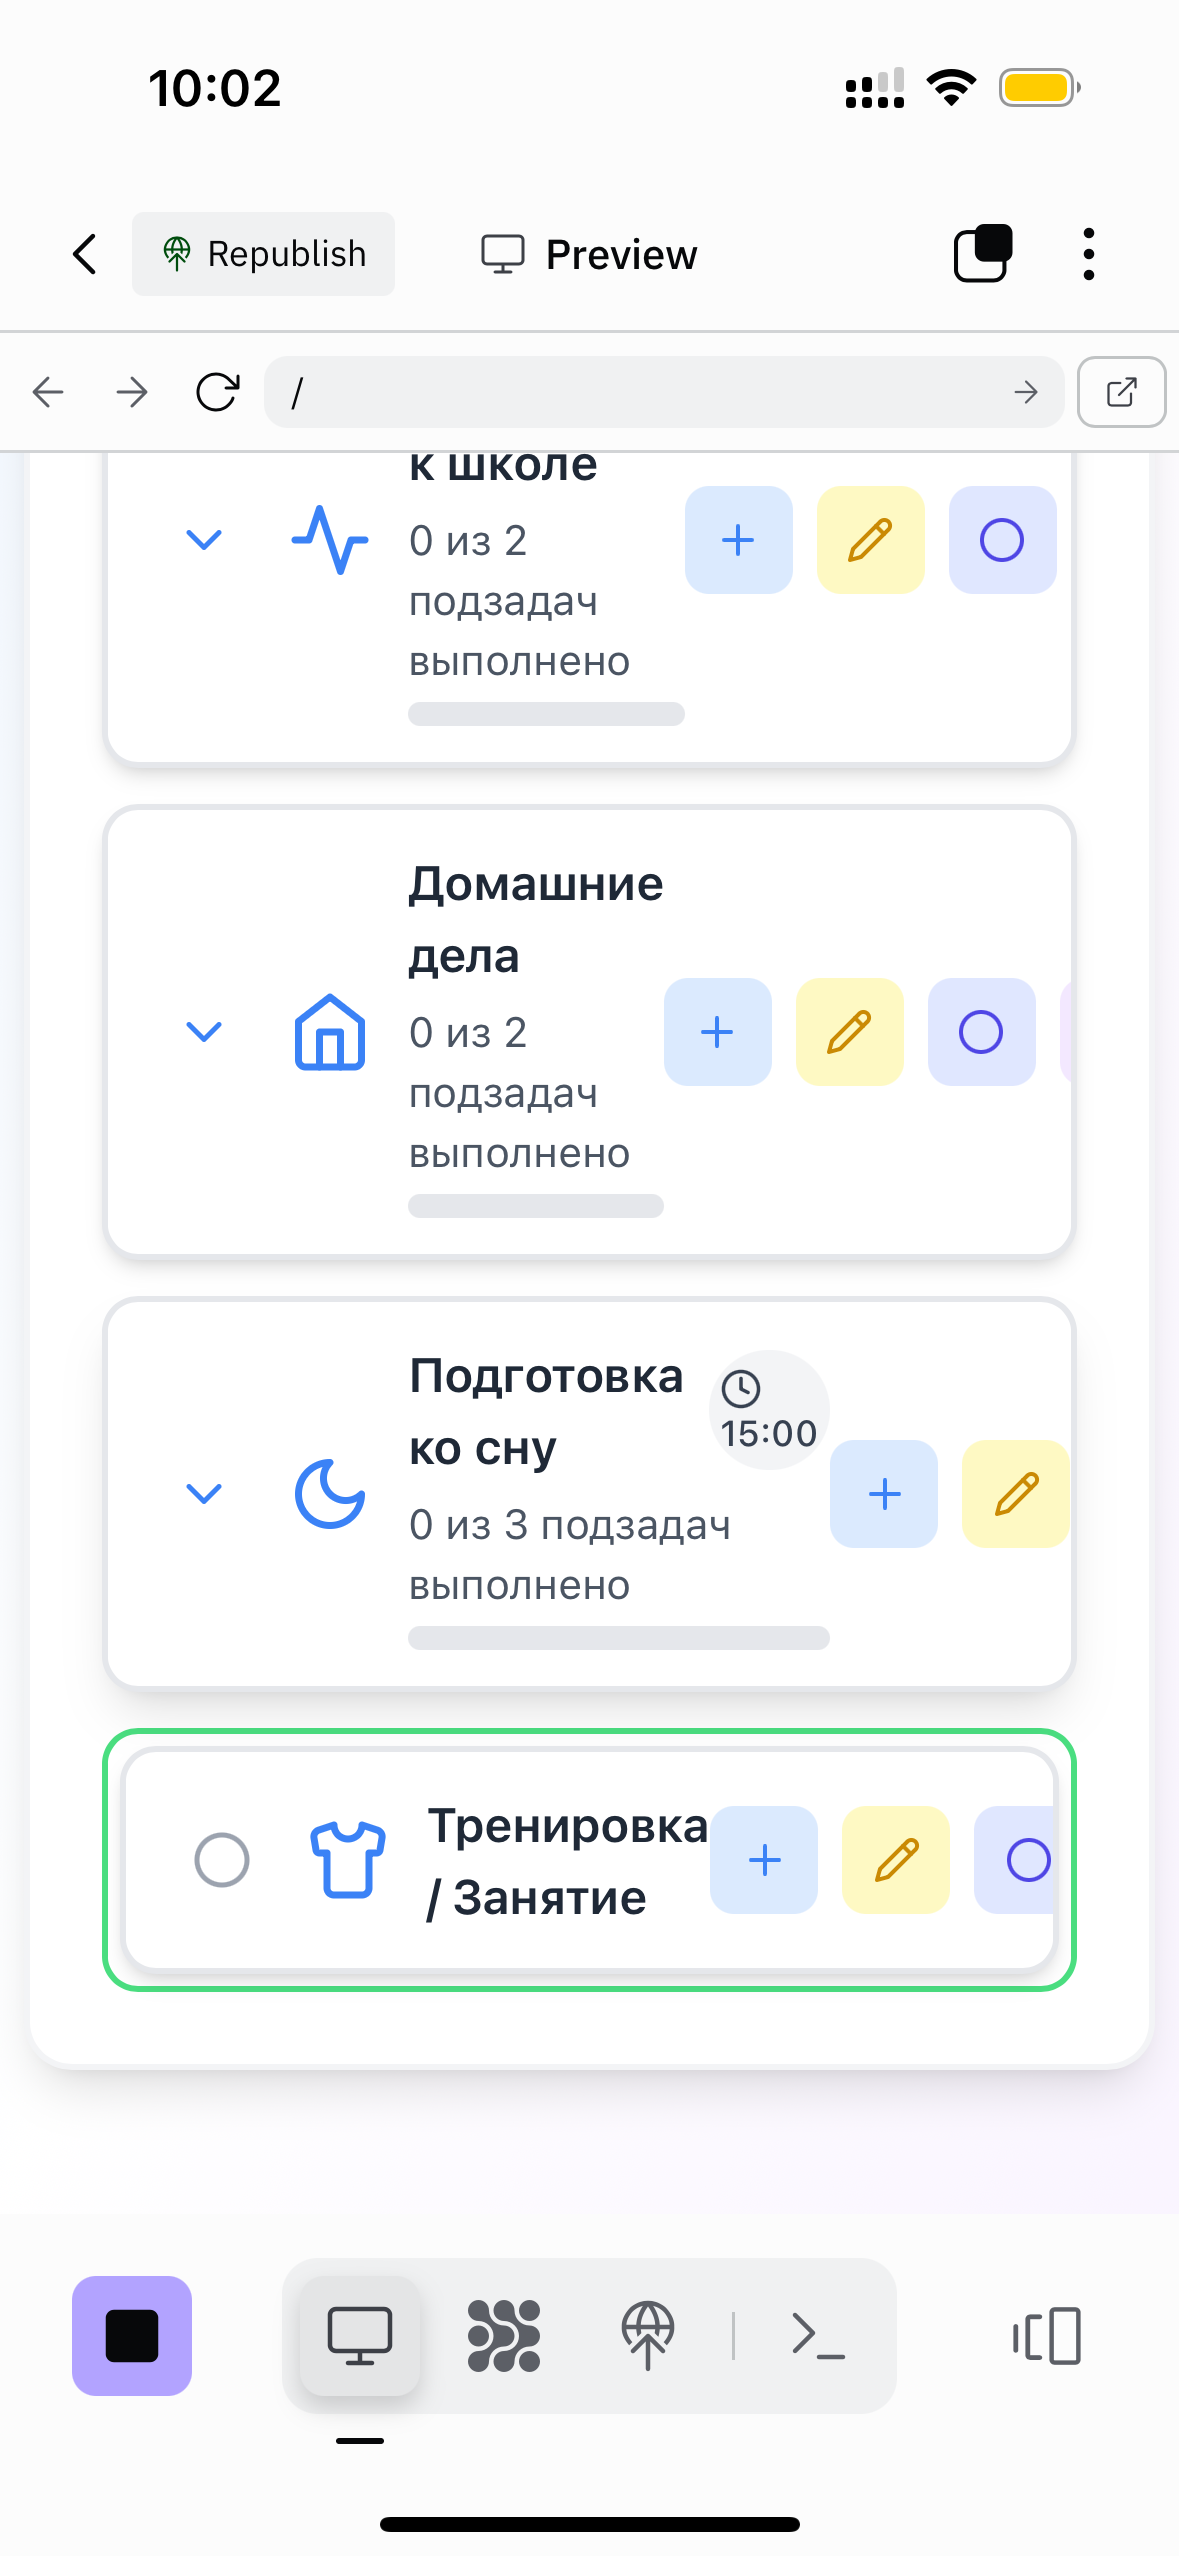 10:02
Republish
Preview
/
к школе
0 из 2
подзадач
выполнено
Домашние
дела
0 из 2
подзадач
выполнено
Подготовка
ко сну
15:00
0 из 3 подзадач
выполнено
Тренировка
/ Занятие